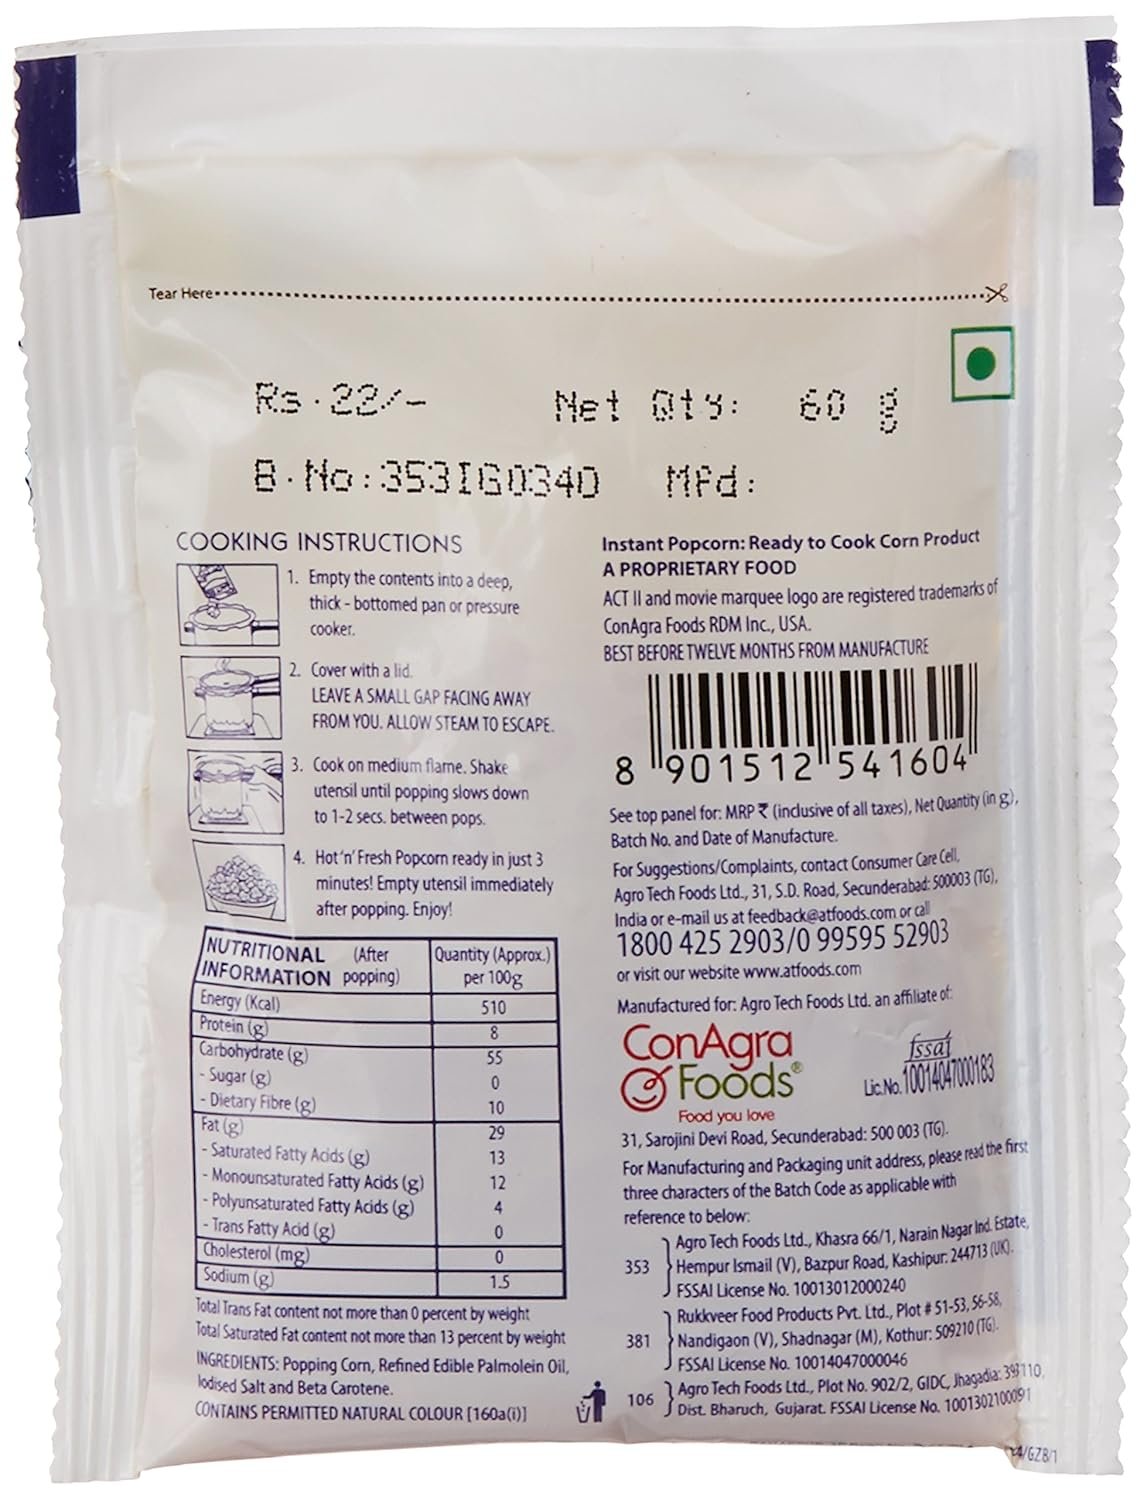 Tear Here
Rs.22/- Net Qty: 60 g
B.No:353IG0340 Mfd:
COOKING INSTRUCTIONS
1. Empty the contents into a deep,
thick - bottomed pan or pressure
cooker.
2. Cover with a lid.
LEAVE A SMALL GAP FACING AWAY
FROM YOU. ALLOW STEAM TO ESCAPE.
3. Cook on medium flame. Shake
utensil until popping slows down
to 1-2 secs. between pops.
4. Hot 'n' Fresh Popcorn ready in just 3
minutes! Empty utensil immediately
after popping. Enjoy!
NUTRITIONAL INFORMATION (After popping) Quantity (Approx.) per 100g
Energy (Kcal) 510
Protein (g) 8
Carbohydrate (g) 55
- Sugar (g) 0
- Dietary Fibre (g) 10
Fat (g) 29
- Saturated Fatty Acids (g) 13
- Monounsaturated Fatty Acids (g) 12
- Polyunsaturated Fatty Acids (g) 4
- Trans Fatty Acid (g) 0
Cholesterol (mg) 0
Sodium (g) 1.5
Total Trans Fat content not more than 0 percent by weight
Total Saturated Fat content not more than 13 percent by weight
INGREDIENTS: Popping Corn, Refined Edible Palmolein Oil,
Iodised Salt and Beta Carotene.
CONTAINS PERMITTED NATURAL COLOUR [160a(i)]
Instant Popcorn: Ready to Cook Corn Product
A PROPRIETARY FOOD
ACT II and movie marquee logo are registered trademarks of
ConAgra Foods RDM Inc., USA.
BEST BEFORE TWELVE MONTHS FROM MANUFACTURE
8 901512 541604
See top panel for: MRP ₹ (inclusive of all taxes), Net Quantity (in g),
Batch No. and Date of Manufacture.
For Suggestions/Complaints, contact Consumer Care Cell,
Agro Tech Foods Ltd., 31, S.D. Road, Secunderabad: 500003 (TG),
India or e-mail us at feedback@atfoods.com or call
1800 425 2903/0 99595 52903
or visit our website www.atfoods.com
Manufactured for: Agro Tech Foods Ltd. an affiliate of:
ConAgra
Foods®
Food you love
fssai
Lic. No. 10014047000183
31, Sarojini Devi Road, Secunderabad: 500 003 (TG).
For Manufacturing and Packaging unit address, please read the first
three characters of the Batch Code as applicable with
reference to below:
353 Agro Tech Foods Ltd., Khasra 66/1, Narain Nagar Ind. Estate,
Hempur Ismail (V), Bazpur Road, Kashipur: 244713 (UK).
FSSAI License No. 10013012000240
381 Rukkveer Food Products Pvt. Ltd., Plot # 51-53, 56-58,
Nandigaon (V), Shadnagar (M), Kothur: 509210 (TG).
FSSAI License No. 10014047000046
106 Agro Tech Foods Ltd., Plot No. 902/2, GIDC, Jhagadia: 393110,
Dist. Bharuch, Gujarat. FSSAI License No. 10013021000091
/GZB/1